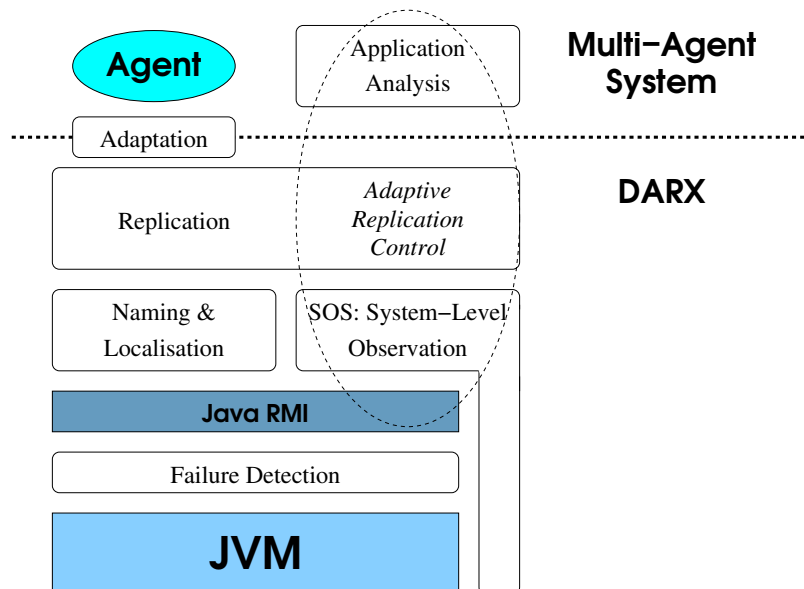 Agent
Application
Analysis
Multi−Agent
System
Adaptation
Replication
Adaptive
Replication
Control
DARX
Naming &
Localisation
SOS: System−Level
Observation
Java RMI
Failure Detection
JVM